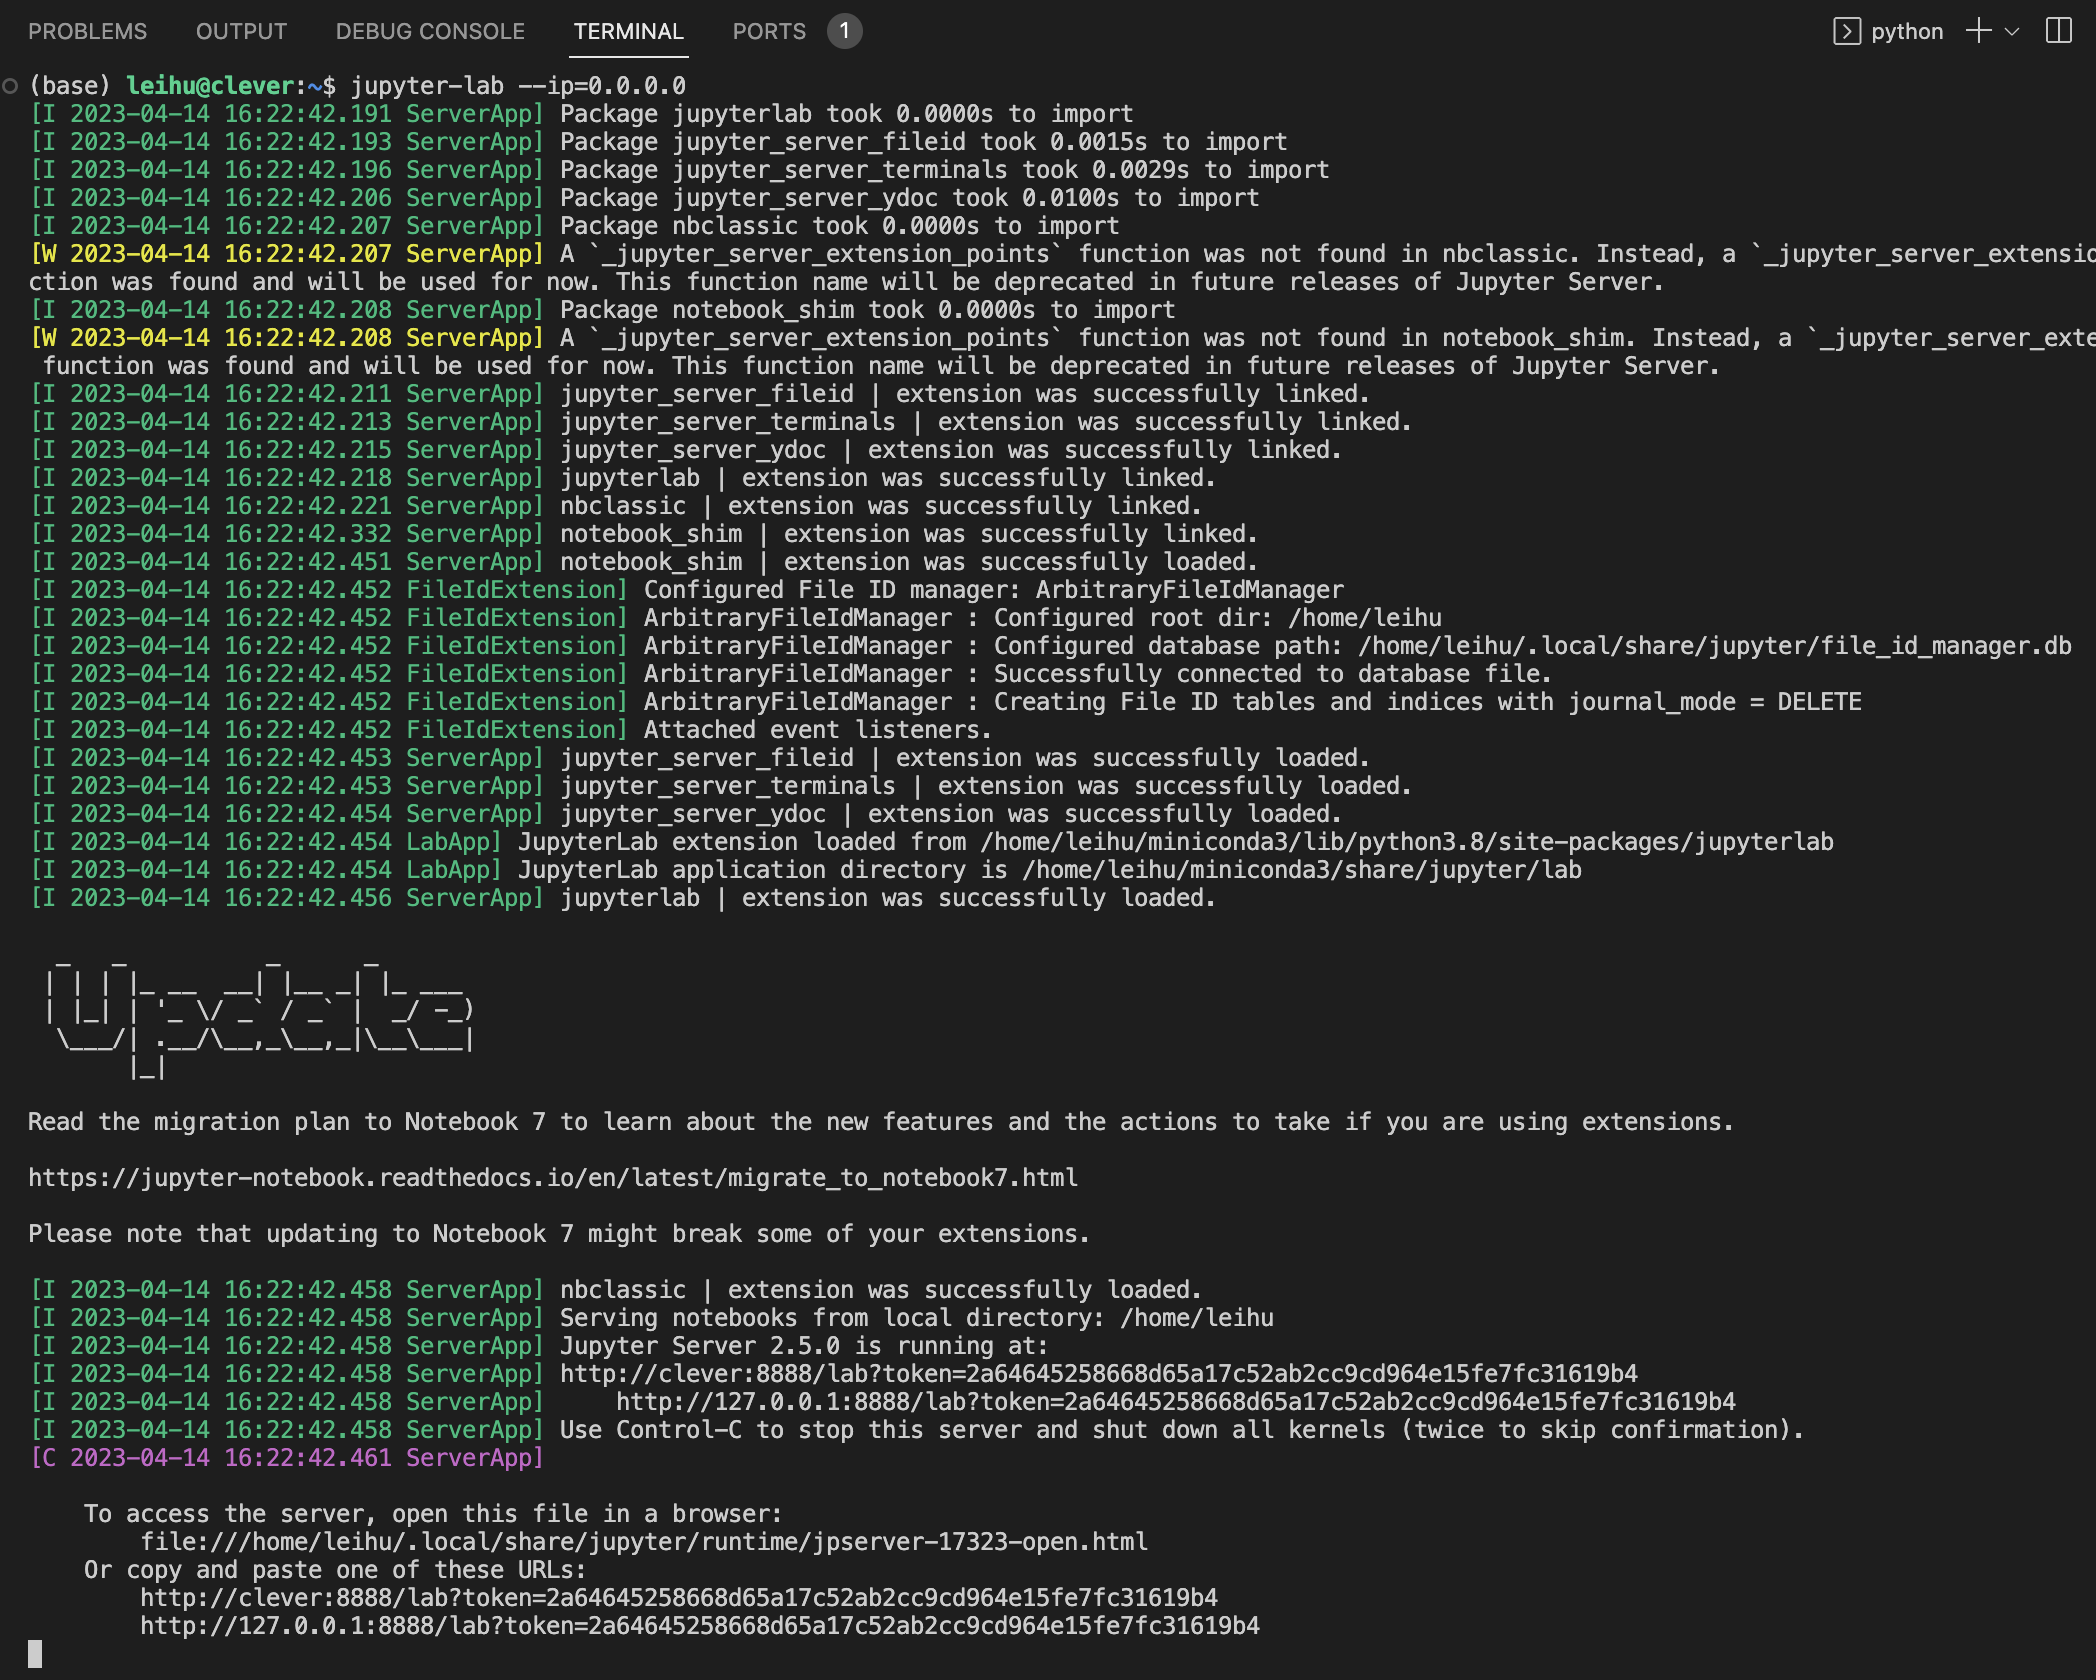 PROBLEMS OUTPUT DEBUG CONSOLE TERMINAL PORTS 1 python
(base) leihu@clever:~$ jupyter-lab --ip=0.0.0.0
[I 2023-04-14 16:22:42.191 ServerApp] Package jupyterlab took 0.0000s to import
[I 2023-04-14 16:22:42.193 ServerApp] Package jupyter_server_fileid took 0.0015s to import
[I 2023-04-14 16:22:42.196 ServerApp] Package jupyter_server_terminals took 0.0029s to import
[I 2023-04-14 16:22:42.206 ServerApp] Package jupyter_server_ydoc took 0.0100s to import
[I 2023-04-14 16:22:42.207 ServerApp] Package nbclassic took 0.0000s to import
[W 2023-04-14 16:22:42.207 ServerApp] A `_jupyter_server_extension_points` function was not found in nbclassic. Instead, a `_jupyter_server_extensio
ction was found and will be used for now. This function name will be deprecated in future releases of Jupyter Server.
[I 2023-04-14 16:22:42.208 ServerApp] Package notebook_shim took 0.0000s to import
[W 2023-04-14 16:22:42.208 ServerApp] A `_jupyter_server_extension_points` function was not found in notebook_shim. Instead, a `_jupyter_server_exte
function was found and will be used for now. This function name will be deprecated in future releases of Jupyter Server.
[I 2023-04-14 16:22:42.211 ServerApp] jupyter_server_fileid | extension was successfully linked.
[I 2023-04-14 16:22:42.213 ServerApp] jupyter_server_terminals | extension was successfully linked.
[I 2023-04-14 16:22:42.215 ServerApp] jupyter_server_ydoc | extension was successfully linked.
[I 2023-04-14 16:22:42.218 ServerApp] jupyterlab | extension was successfully linked.
[I 2023-04-14 16:22:42.221 ServerApp] nbclassic | extension was successfully linked.
[I 2023-04-14 16:22:42.332 ServerApp] notebook_shim | extension was successfully linked.
[I 2023-04-14 16:22:42.451 ServerApp] notebook_shim | extension was successfully loaded.
[I 2023-04-14 16:22:42.452 FileIdExtension] Configured File ID manager: ArbitraryFileIdManager
[I 2023-04-14 16:22:42.452 FileIdExtension] ArbitraryFileIdManager : Configured root dir: /home/leihu
[I 2023-04-14 16:22:42.452 FileIdExtension] ArbitraryFileIdManager : Configured database path: /home/leihu/.local/share/jupyter/file_id_manager.db
[I 2023-04-14 16:22:42.452 FileIdExtension] ArbitraryFileIdManager : Successfully connected to database file.
[I 2023-04-14 16:22:42.452 FileIdExtension] ArbitraryFileIdManager : Creating File ID tables and indices with journal_mode = DELETE
[I 2023-04-14 16:22:42.452 FileIdExtension] Attached event listeners.
[I 2023-04-14 16:22:42.453 ServerApp] jupyter_server_fileid | extension was successfully loaded.
[I 2023-04-14 16:22:42.453 ServerApp] jupyter_server_terminals | extension was successfully loaded.
[I 2023-04-14 16:22:42.454 ServerApp] jupyter_server_ydoc | extension was successfully loaded.
[I 2023-04-14 16:22:42.454 LabApp] JupyterLab extension loaded from /home/leihu/miniconda3/lib/python3.8/site-packages/jupyterlab
[I 2023-04-14 16:22:42.454 LabApp] JupyterLab application directory is /home/leihu/miniconda3/share/jupyter/lab
[I 2023-04-14 16:22:42.456 ServerApp] jupyterlab | extension was successfully loaded.
Update
Read the migration plan to Notebook 7 to learn about the new features and the actions to take if you are using extensions.
https://jupyter-notebook.readthedocs.io/en/latest/migrate_to_notebook7.html
Please note that updating to Notebook 7 might break some of your extensions.
[I 2023-04-14 16:22:42.458 ServerApp] nbclassic | extension was successfully loaded.
[I 2023-04-14 16:22:42.458 ServerApp] Serving notebooks from local directory: /home/leihu
[I 2023-04-14 16:22:42.458 ServerApp] Jupyter Server 2.5.0 is running at:
[I 2023-04-14 16:22:42.458 ServerApp] http://clever:8888/lab?token=2a64645258668d65a17c52ab2cc9cd964e15fe7fc31619b4
[I 2023-04-14 16:22:42.458 ServerApp]     http://127.0.0.1:8888/lab?token=2a64645258668d65a17c52ab2cc9cd964e15fe7fc31619b4
[I 2023-04-14 16:22:42.458 ServerApp] Use Control-C to stop this server and shut down all kernels (twice to skip confirmation).
[C 2023-04-14 16:22:42.461 ServerApp]
To access the server, open this file in a browser:
file:///home/leihu/.local/share/jupyter/runtime/jpserver-17323-open.html
Or copy and paste one of these URLs:
http://clever:8888/lab?token=2a64645258668d65a17c52ab2cc9cd964e15fe7fc31619b4
http://127.0.0.1:8888/lab?token=2a64645258668d65a17c52ab2cc9cd964e15fe7fc31619b4